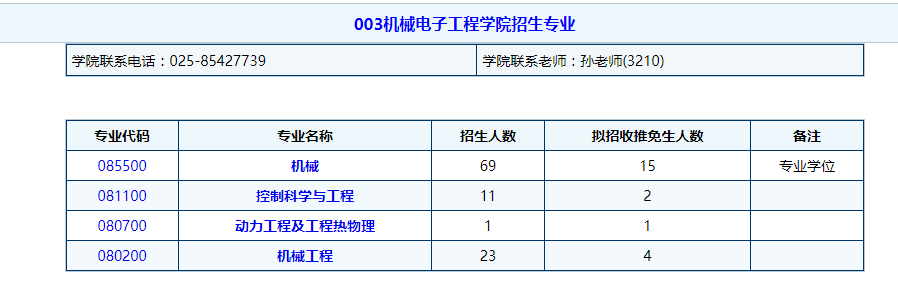 003机械电子工程学院招生专业
学院联系电话：025-85427739 学院联系老师：孙老师(3210)
专业代码 专业名称 招生人数 拟招收推免生人数 备注
085500 机械 69 15 专业学位
081100 控制科学与工程 11 2
080700 动力工程及工程热物理 1 1
080200 机械工程 23 4